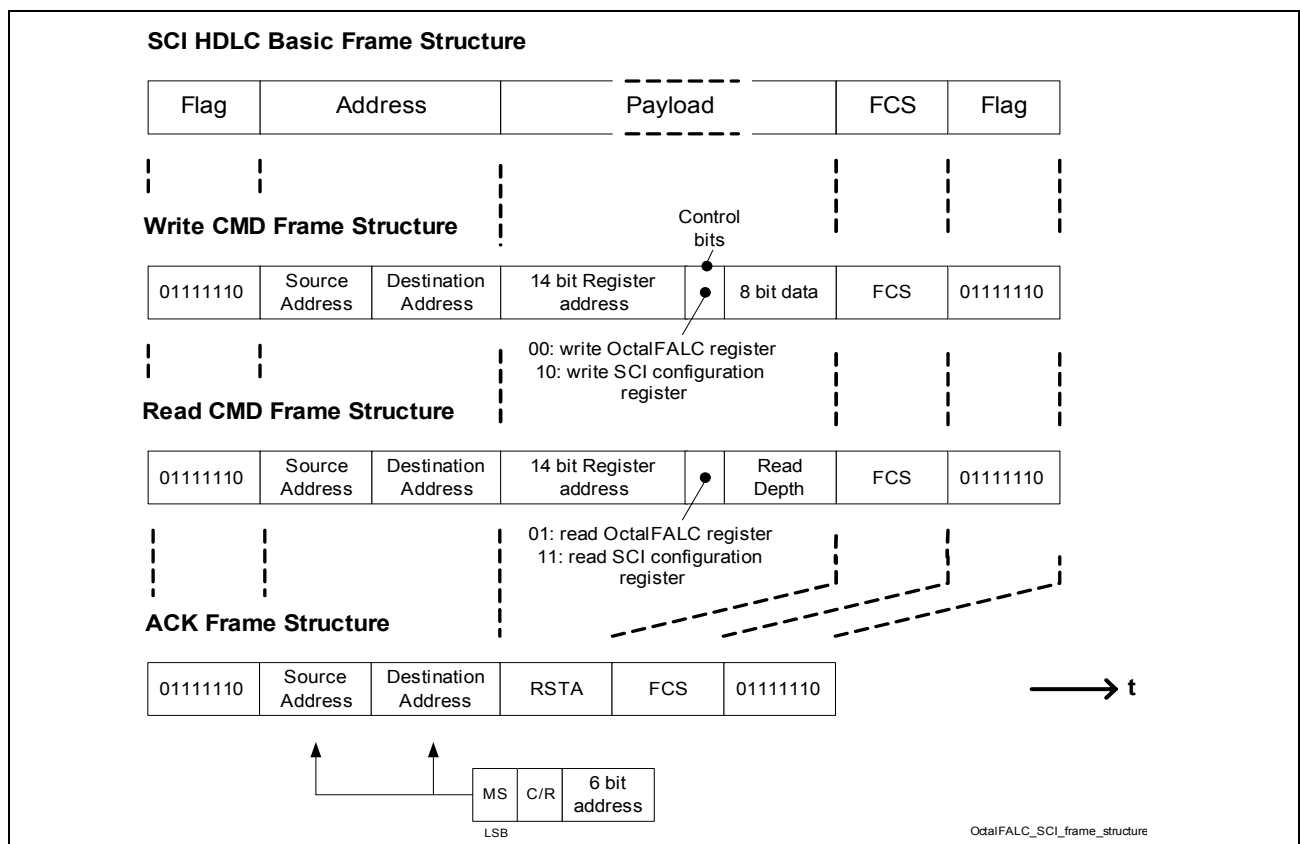 SCI HDLC Basic Frame Structure
Flag Address Payload FCS Flag
Control
bits
Write CMD Frame Structure
01111110 Source Address Destination Address 14 bit Register address 8 bit data FCS 01111110
00: write OctalFALC register
10: write SCI configuration
register
Read CMD Frame Structure
01111110 Source Address Destination Address 14 bit Register address Read Depth FCS 01111110
01: read OctalFALC register
11: read SCI configuration
register
ACK Frame Structure
01111110 Source Address Destination Address RSTA FCS 01111110
t
MS C/R 6 bit address
LSB
OctalFALC_SCI_frame_structure